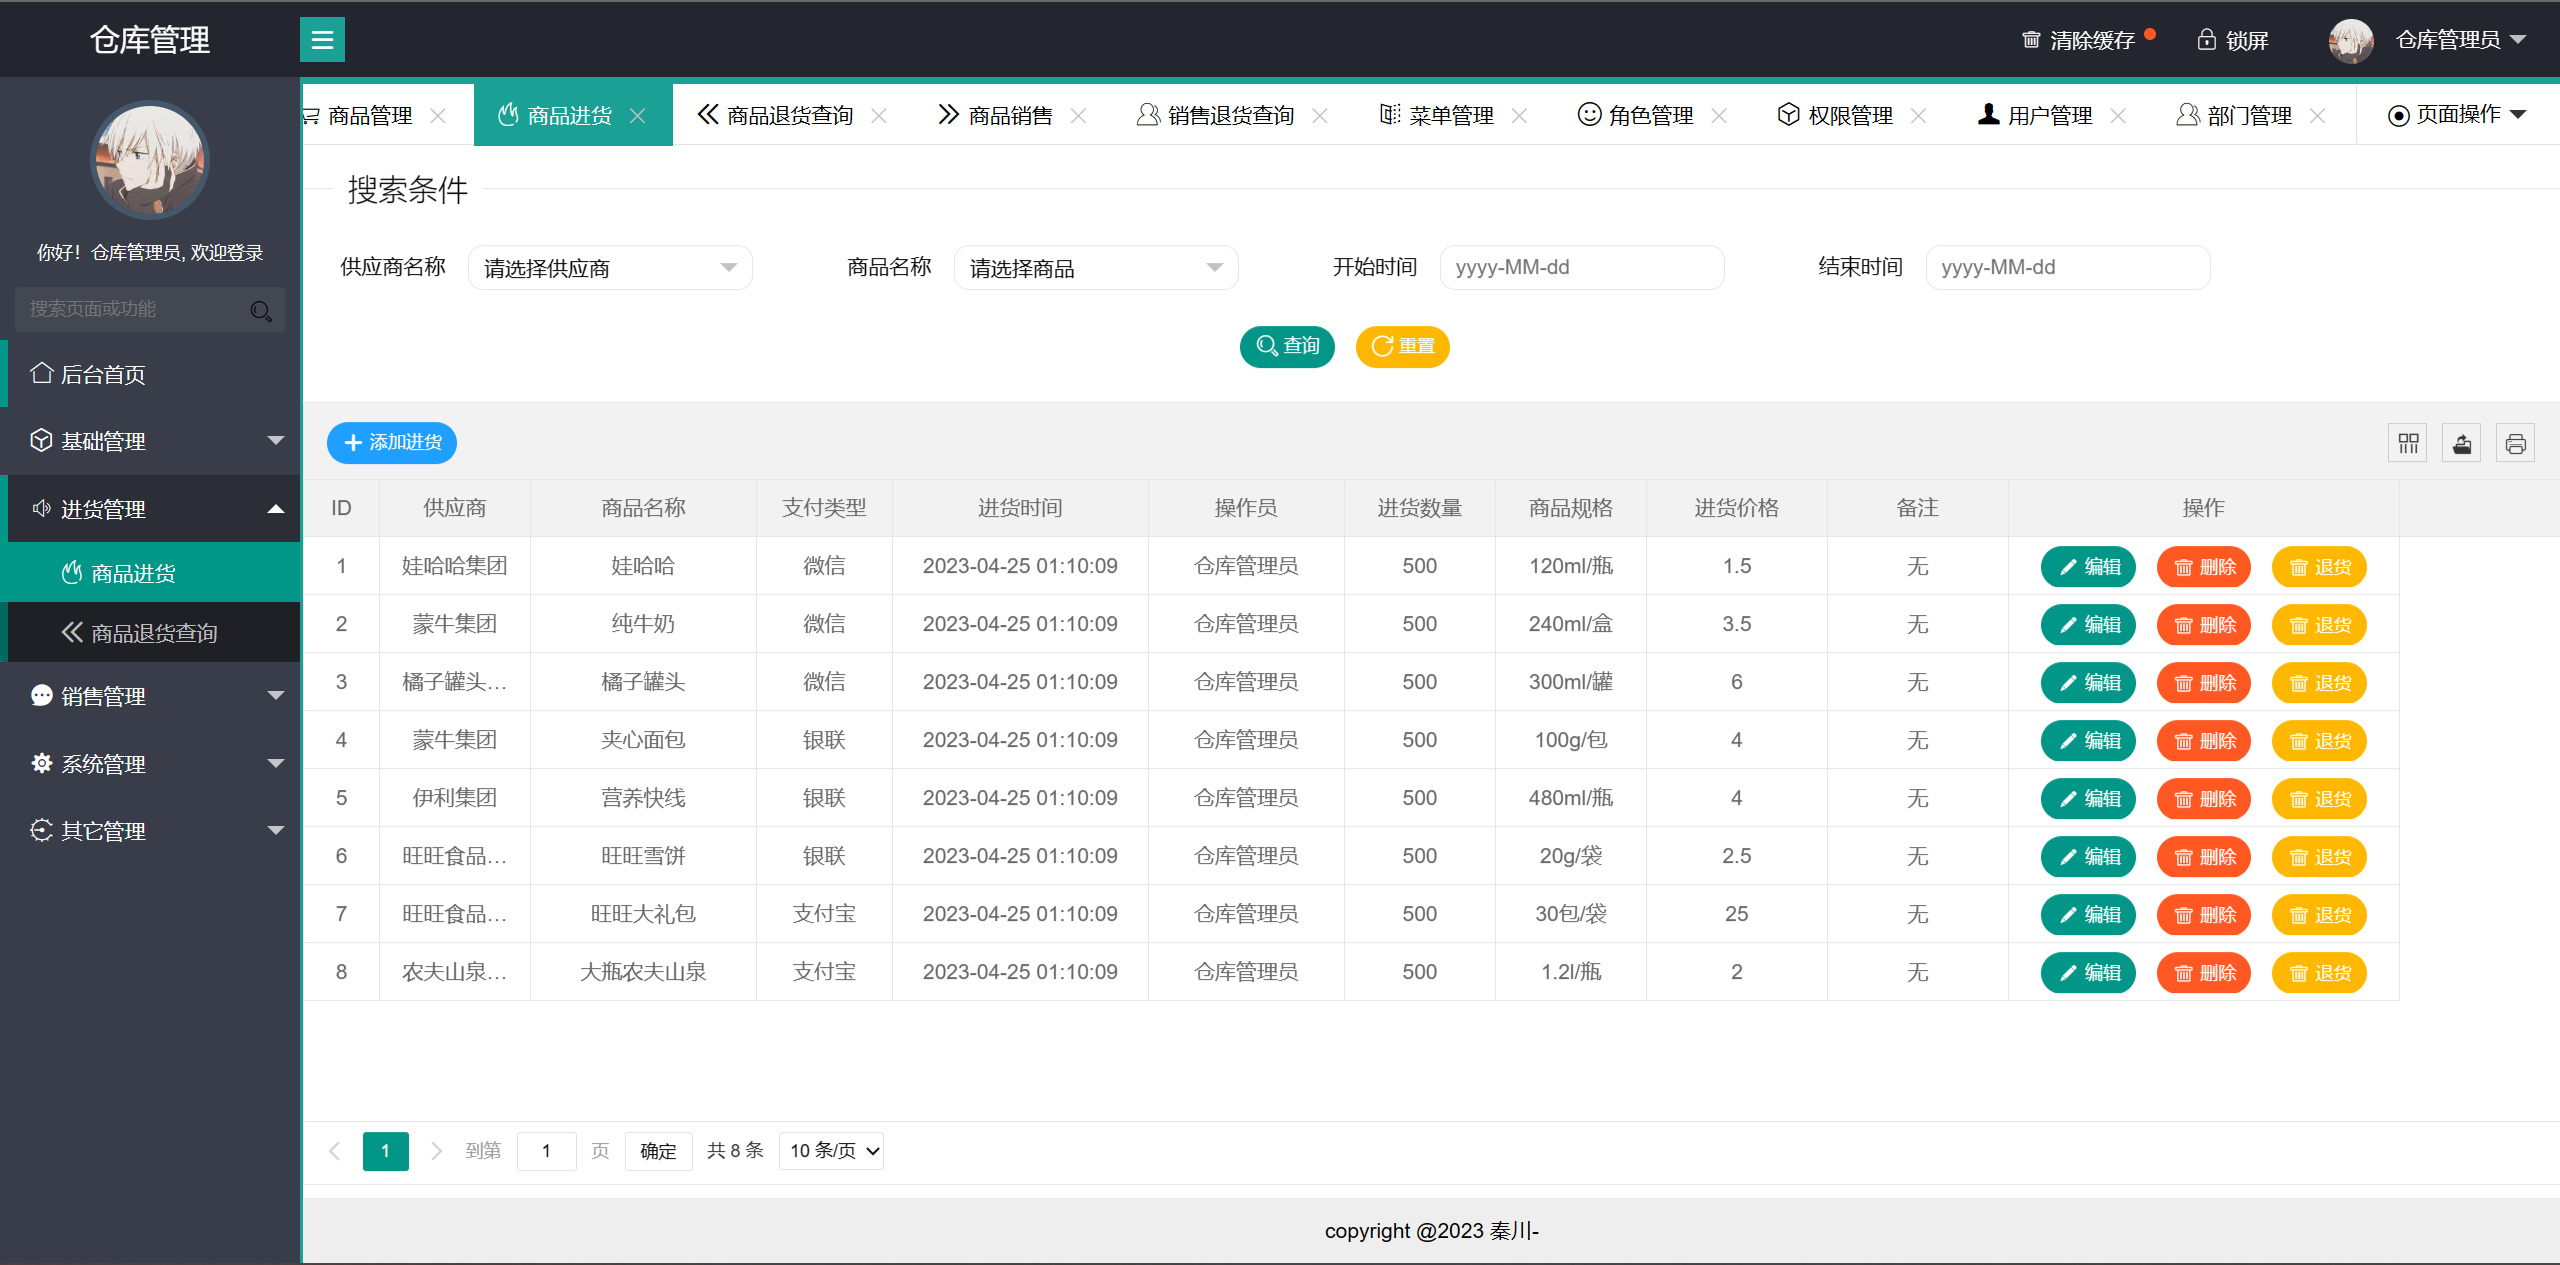 仓库管理
清除缓存 锁屏 仓库管理员
你好！仓库管理员, 欢迎登录
搜索页面或功能
后台首页
基础管理
进货管理
商品进货
商品退货查询
销售管理
系统管理
其它管理
商品管理 商品进货 商品退货查询 商品销售 销售退货查询 菜单管理 角色管理 权限管理 用户管理 部门管理 页面操作
搜索条件
供应商名称 请选择供应商 商品名称 请选择商品 开始时间 yyyy-MM-dd 结束时间 yyyy-MM-dd
查询 重置
添加进货
ID 供应商 商品名称 支付类型 进货时间 操作员 进货数量 商品规格 进货价格 备注 操作
1 娃哈哈集团 娃哈哈 微信 2023-04-25 01:10:09 仓库管理员 500 120ml/瓶 1.5 无 编辑 删除 退货
2 蒙牛集团 纯牛奶 微信 2023-04-25 01:10:09 仓库管理员 500 240ml/盒 3.5 无 编辑 删除 退货
3 橘子罐头… 橘子罐头 微信 2023-04-25 01:10:09 仓库管理员 500 300ml/罐 6 无 编辑 删除 退货
4 蒙牛集团 夹心面包 银联 2023-04-25 01:10:09 仓库管理员 500 100g/包 4 无 编辑 删除 退货
5 伊利集团 营养快线 银联 2023-04-25 01:10:09 仓库管理员 500 480ml/瓶 4 无 编辑 删除 退货
6 旺旺食品… 旺旺雪饼 银联 2023-04-25 01:10:09 仓库管理员 500 20g/袋 2.5 无 编辑 删除 退货
7 旺旺食品… 旺旺大礼包 支付宝 2023-04-25 01:10:09 仓库管理员 500 30包/袋 25 无 编辑 删除 退货
8 农夫山泉… 大瓶农夫山泉 支付宝 2023-04-25 01:10:09 仓库管理员 500 1.2l/瓶 2 无 编辑 删除 退货
1 到第 1 页 确定 共 8 条 10 条/页
copyright @2023 秦川-